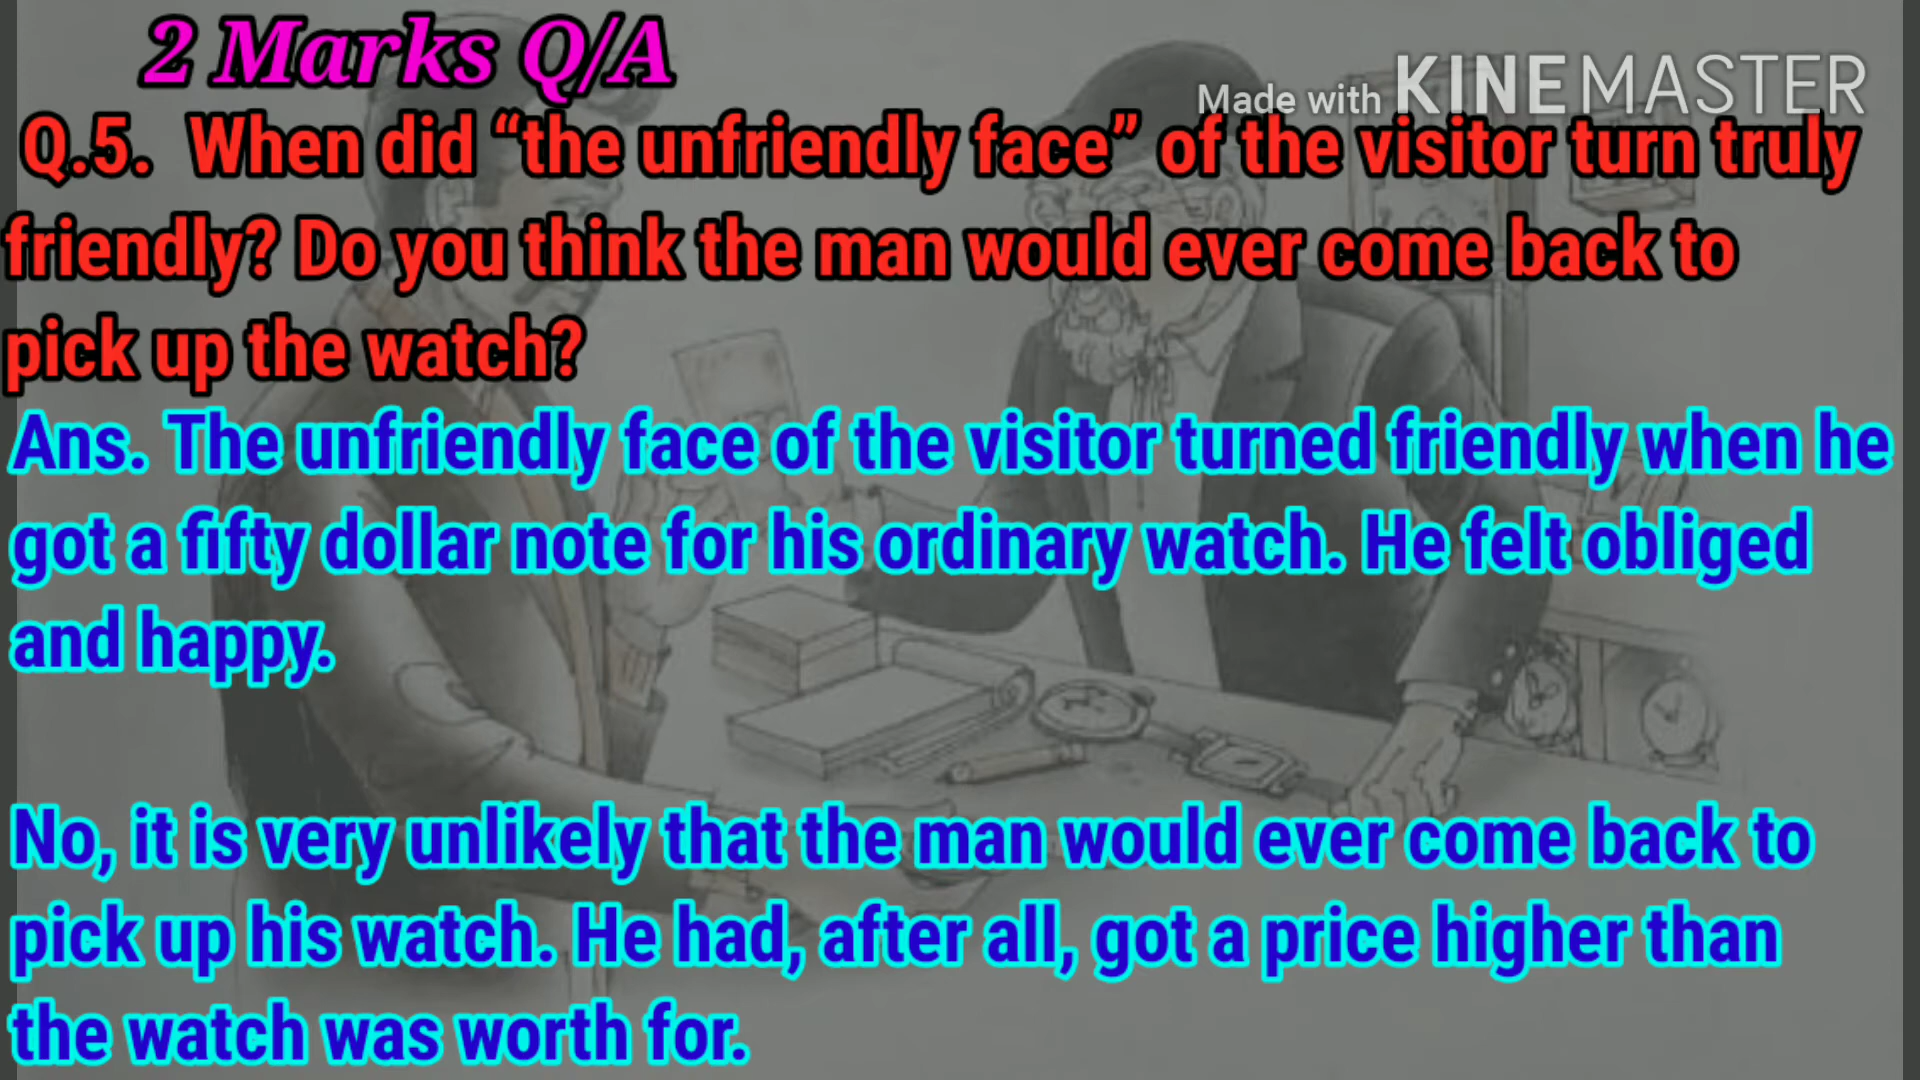 2 Marks Q/A
Made with KINEMASTER
Q.5. When did “the unfriendly face” of the visitor turn truly
friendly? Do you think the man would ever come back to
pick up the watch?
Ans. The unfriendly face of the visitor turned friendly when he
got a fifty dollar note for his ordinary watch. He felt obliged
and happy.
No, it is very unlikely that the man would ever come back to
pick up his watch. He had, after all, got a price higher than
the watch was worth for.